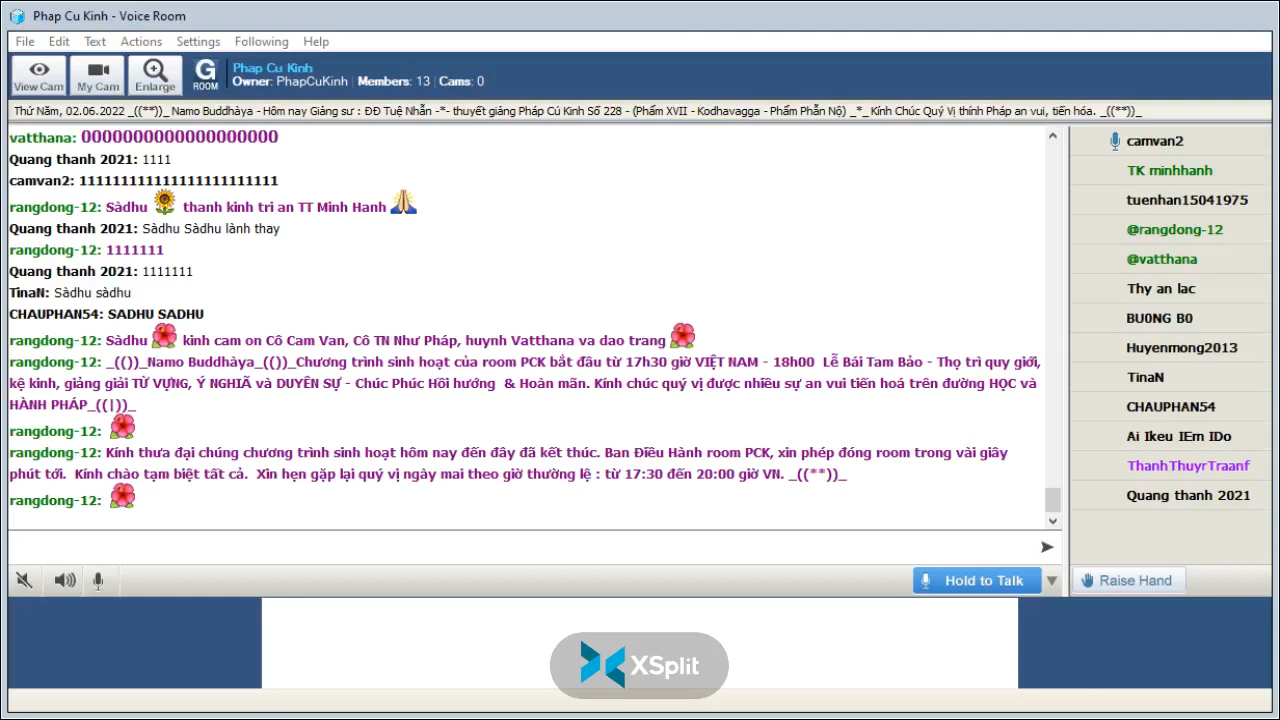 Phap Cu Kinh - Voice Room
File Edit Text Actions Settings Following Help
View Cam My Cam Enlarge G ROOM
Phap Cu Kinh
Owner: PhapCuKinh | Members: 13 | Cams: 0
Thứ Năm, 02.06.2022 _((**))_ Namo Buddhàya - Hôm nay Giảng sư : ĐĐ Tuệ Nhẫn -*- thuyết giảng Pháp Cú Kinh Số 228 - (Phẩm XVII - Kodhavagga - Phẩm Phẫn Nộ) _*_ Kính Chúc Quý Vị thính Pháp an vui, tiến hóa. _((**))_
vatthana: 0000000000000000000
Quang thanh 2021: 1111
camvan2: 11111111111111111111111
rangdong-12: Sàdhu thanh kinh tri an TT Minh Hanh
Quang thanh 2021: Sàdhu Sàdhu lành thay
rangdong-12: 1111111
Quang thanh 2021: 1111111
TinaN: Sàdhu sàdhu
CHAUPHAN54: SADHU SADHU
rangdong-12: Sàdhu kinh cam on Cô Cam Van, Cô TN Như Pháp, huynh Vatthana va dao trang
rangdong-12: _(())_Namo Buddhàya_(())_Chương trình sinh hoạt của room PCK bắt đầu từ 17h30 giờ VIỆT NAM - 18h00 Lễ Bái Tam Bảo - Thọ trì quy giới,
kệ kinh, giảng giải TỪ VỰNG, Ý NGHIÃ và DUYÊN SỰ - Chúc Phúc Hồi hướng & Hoàn mãn. Kính chúc quý vị được nhiều sự an vui tiến hoá trên đường HỌC và
HÀNH PHÁP_((|))_
rangdong-12:
rangdong-12: Kính thưa đại chúng chương trình sinh hoạt hôm nay đến đây đã kết thúc. Ban Điều Hành room PCK, xin phép đóng room trong vài giây
phút tới. Kính chào tạm biệt tất cả. Xin hẹn gặp lại quý vị ngày mai theo giờ thường lệ : từ 17:30 đến 20:00 giờ VN. _((**))_
rangdong-12:
camvan2
TK minhhanh
tuenhan15041975
@rangdong-12
@vatthana
Thy an lac
BU0NG B0
Huyenmong2013
TinaN
CHAUPHAN54
Ai Ikeu IEm IDo
ThanhThuyrTraanf
Quang thanh 2021
Hold to Talk
Raise Hand
XSplit